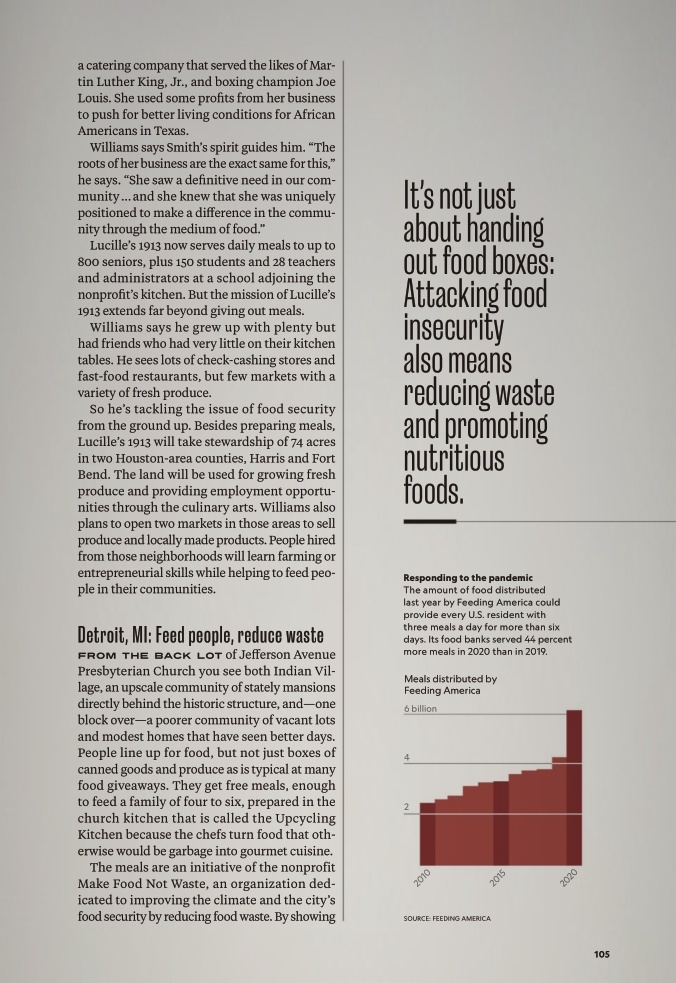 a catering company that served the likes of Mar-
tin Luther King, Jr., and boxing champion Joe
Louis. She used some profits from her business
to push for better living conditions for African
Americans in Texas.
Williams says Smith's spirit guides him. “The
roots of her business are the exact same for this,”
he says. “She saw a definitive need in our com-
munity ... and she knew that she was uniquely
positioned to make a difference in the commu-
nity through the medium of food.”
Lucille's 1913 now serves daily meals to up to
800 seniors, plus 150 students and 28 teachers
and administrators at a school adjoining the
nonprofit's kitchen. But the mission of Lucille's
1913 extends far beyond giving out meals.
Williams says he grew up with plenty but
had friends who had very little on their kitchen
tables. He sees lots of check-cashing stores and
fast-food restaurants, but few markets with a
variety of fresh produce.
So he's tackling the issue of food security
from the ground up. Besides preparing meals,
Lucille's 1913 will take stewardship of 74 acres
in two Houston-area counties, Harris and Fort
Bend. The land will be used for growing fresh
produce and providing employment opportu-
nities through the culinary arts. Williams also
plans to open two markets in those areas to sell
produce and locally made products. People hired
from those neighborhoods will learn farming or
entrepreneurial skills while helping to feed peo-
ple in their communities.
Detroit, MI: Feed people, reduce waste
FROM THE BACK LOT of Jefferson Avenue
Presbyterian Church you see both Indian Vil-
lage, an upscale community of stately mansions
directly behind the historic structure, and—one
block over—a poorer community of vacant lots
and modest homes that have seen better days.
People line up for food, but not just boxes of
canned goods and produce as is typical at many
food giveaways. They get free meals, enough
to feed a family of four to six, prepared in the
church kitchen that is called the Upcycling
Kitchen because the chefs turn food that oth-
erwise would be garbage into gourmet cuisine.
The meals are an initiative of the nonprofit
Make Food Not Waste, an organization ded-
icated to improving the climate and the city's
food security by reducing food waste. By showing
It's not just
about handing
out food boxes:
Attacking food
insecurity
also means
reducing waste
and promoting
nutritious
foods.
Responding to the pandemic
The amount of food distributed
last year by Feeding America could
provide every U.S. resident with
three meals a day for more than six
days. Its food banks served 44 percent
more meals in 2020 than in 2019.
Meals distributed by
Feeding America
6 billion
4
2
2010
2015
2020
SOURCE: FEEDING AMERICA
105